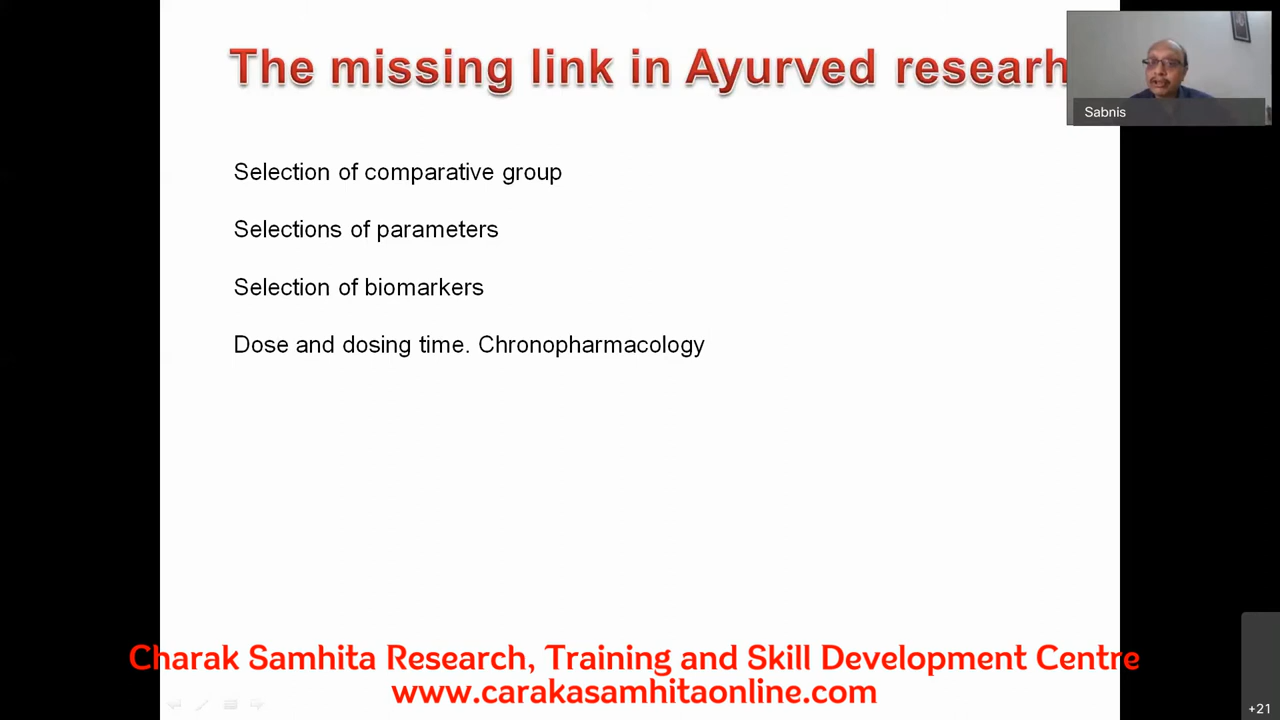 The missing link in Ayurved researh
Sabnis
Selection of comparative group
Selections of parameters
Selection of biomarkers
Dose and dosing time. Chronopharmacology
Charak Samhita Research, Training and Skill Development Centre
www.carakasamhitaonline.com
+21